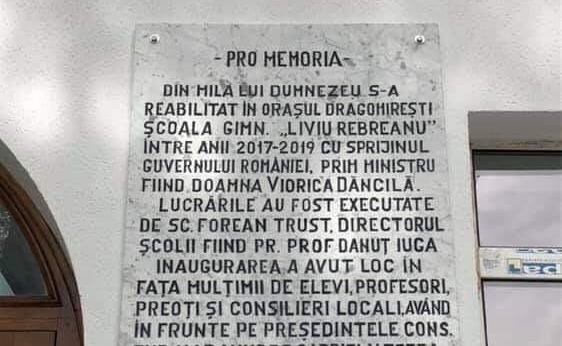 - PRO MEMORIA -
DIN MILA LUI DUMNEZEU S-A
REABILITAT ÎN ORAȘUL DRAGOMIREȘTI
ȘCOALA GIMN. „LIVIU REBREANU”
ÎNTRE ANII 2017-2019 CU SPRIJINUL
GUVERNULUI ROMÂNIEI, PRIM MINISTRU
FIIND DOAMNA VIORICA DĂNCILĂ.
LUCRĂRILE AU FOST EXECUTATE
DE SC. FOREAN TRUST, DIRECTORUL
ȘCOLII FIIND PR. PROF DANUȚ IUGA
INAUGURAREA A AVUT LOC ÎN
FAȚA MULȚIMII DE ELEVI, PROFESORI,
PREOȚI ȘI CONSILIERI LOCALI, AVÂND
ÎN FRUNTE PE PREȘEDINTELE CONS.